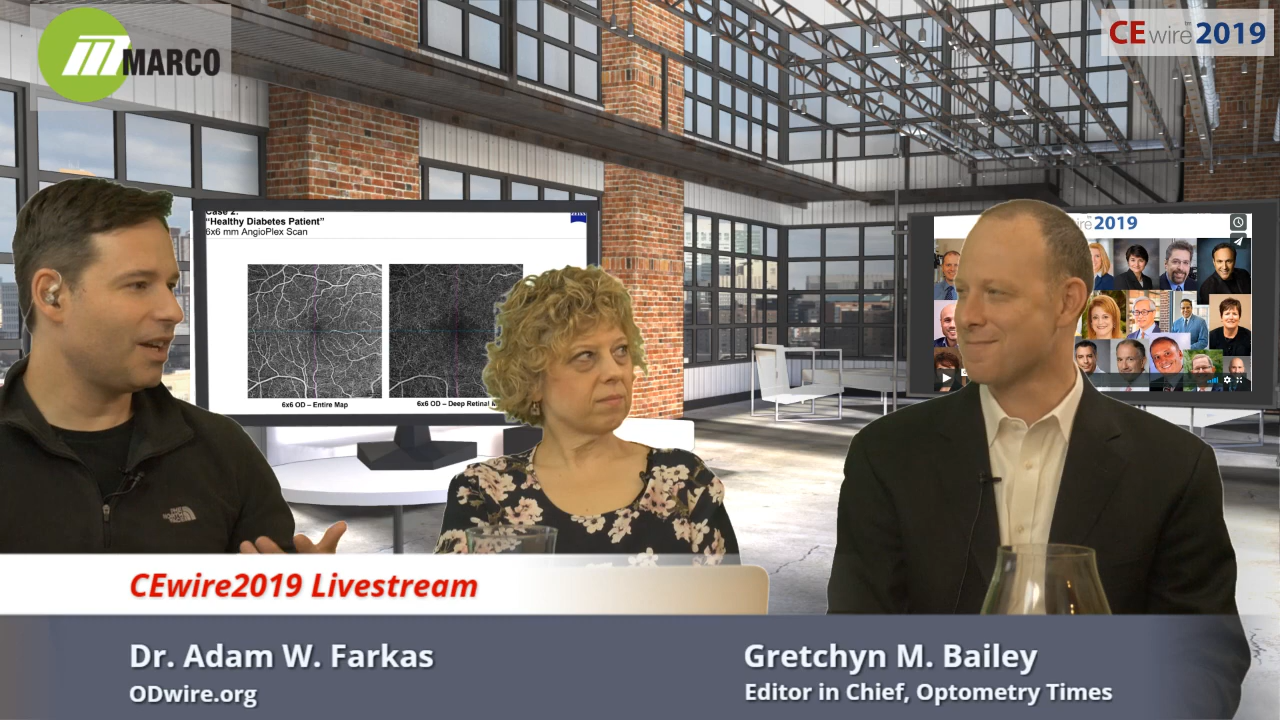 MARCO
CEwire2019
Case 2:
"Healthy Diabetes Patient"
6x6 mm AngioPlex Scan
6x6 OD – Entire Map
6x6 OD – Deep Retinal
wire2019
THE
NORTH
FACE
CEwire2019 Livestream
Dr. Adam W. Farkas
ODwire.org
Gretchyn M. Bailey
Editor in Chief, Optometry Times